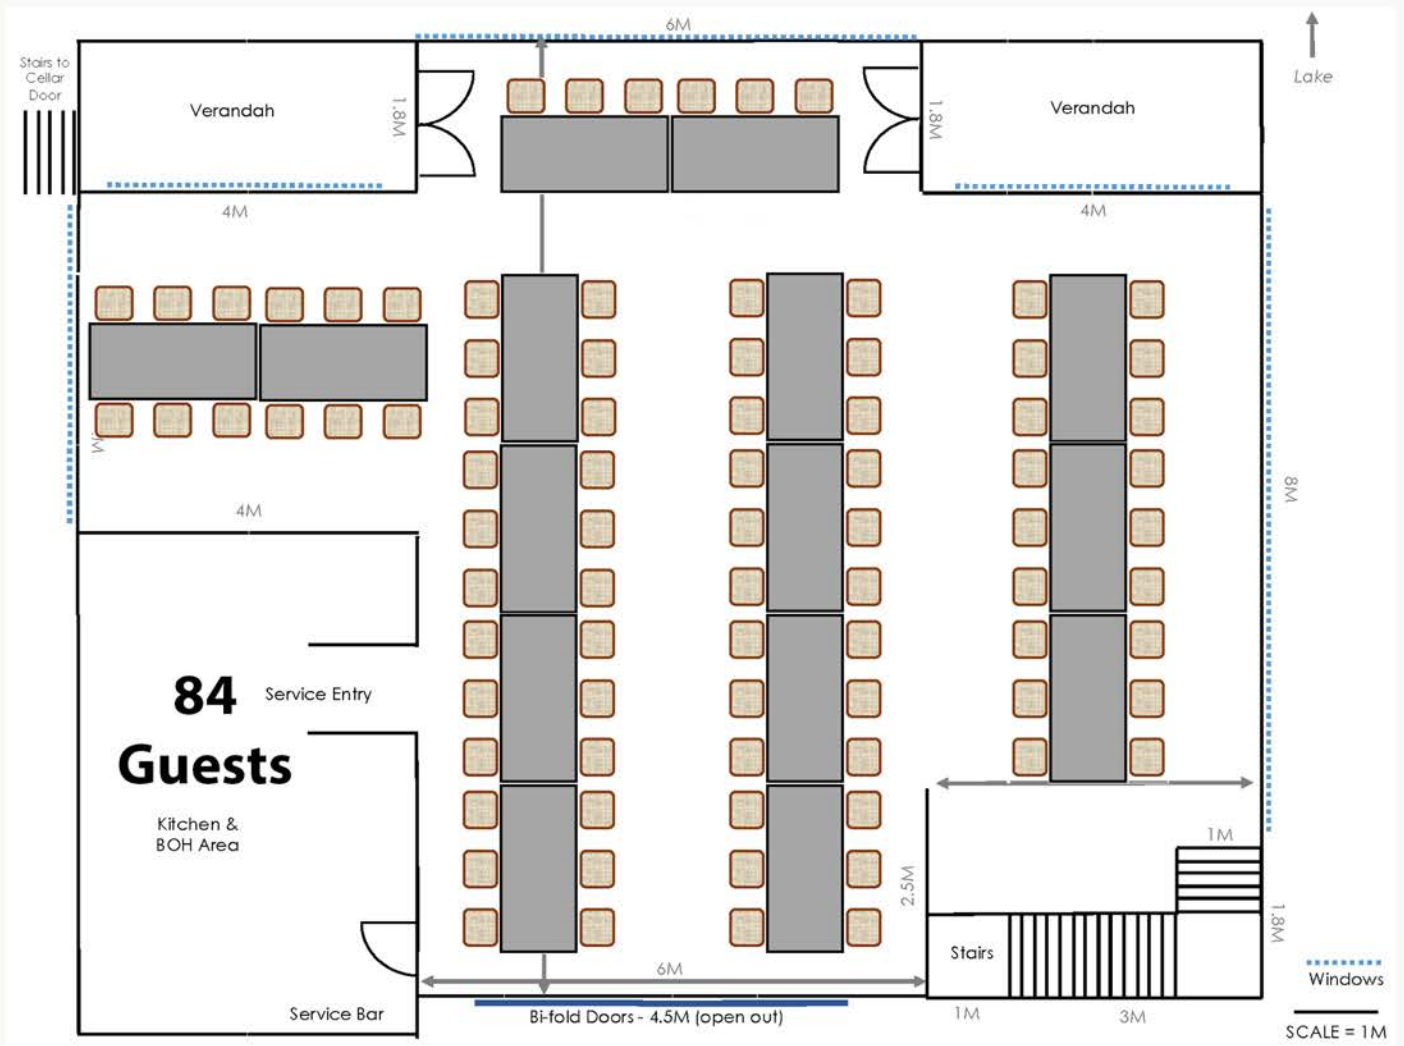 6M
Stairs to
Cellar
Door
Lake
Verandah
1.8M
1.8M
Verandah
4M
4M
M
8M
4M
84
Guests
Service Entry
Kitchen &
BOH Area
1M
2.5M
1.8M
Stairs
6M
Windows
Service Bar
Bi-fold Doors - 4.5M (open out)
1M
3M
SCALE = 1M